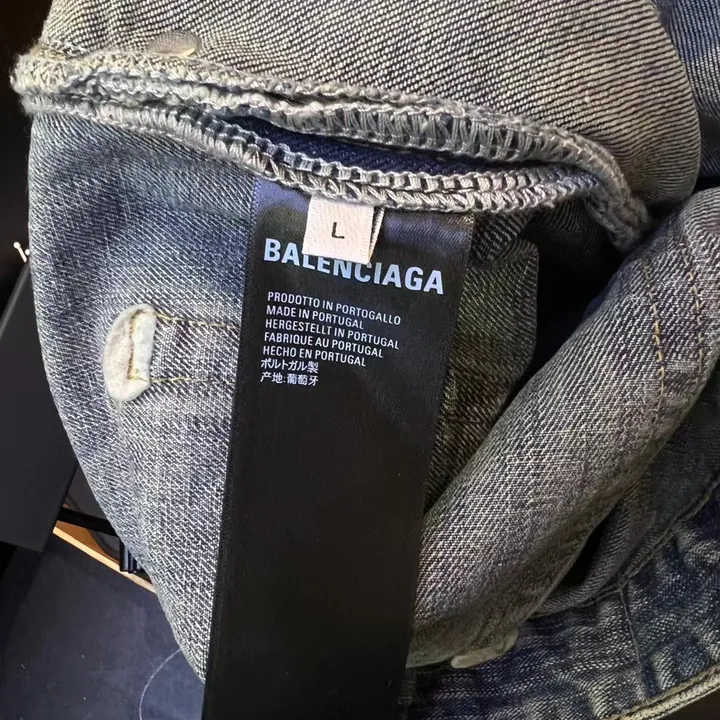 L
BALENCIAGA
PRODOTTO IN PORTOGALLO
MADE IN PORTUGAL
HERGESTELLT IN PORTUGAL
FABRIQUE AU PORTUGAL
HECHO EN PORTUGAL
ポルトガル製
产地:葡萄牙